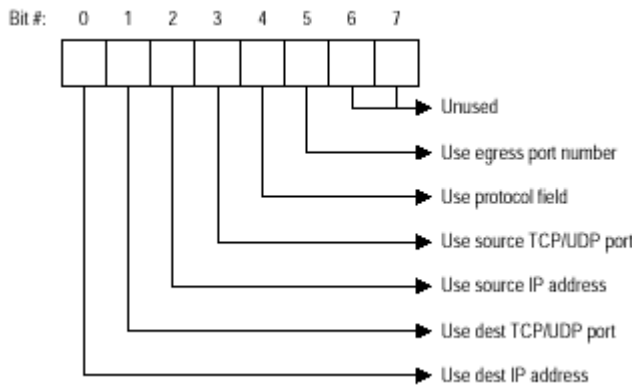 Bit #: 0 1 2 3 4 5 6 7
Unused
Use egress port number
Use protocol field
Use source TCP/UDP port
Use source IP address
Use dest TCP/UDP port
Use dest IP address